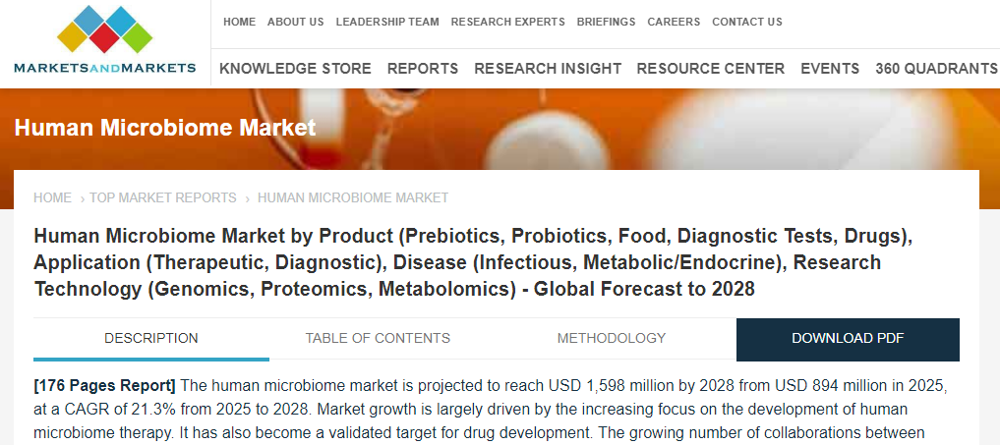 HOME ABOUT US LEADERSHIP TEAM RESEARCH EXPERTS BRIEFINGS CAREERS CONTACT US
MARKETSANDMARKETS
KNOWLEDGE STORE REPORTS RESEARCH INSIGHT RESOURCE CENTER EVENTS 360 QUADRANTS
Human Microbiome Market
HOME › TOP MARKET REPORTS › HUMAN MICROBIOME MARKET
Human Microbiome Market by Product (Prebiotics, Probiotics, Food, Diagnostic Tests, Drugs),
Application (Therapeutic, Diagnostic), Disease (Infectious, Metabolic/Endocrine), Research
Technology (Genomics, Proteomics, Metabolomics) - Global Forecast to 2028
DESCRIPTION TABLE OF CONTENTS METHODOLOGY DOWNLOAD PDF
[176 Pages Report] The human microbiome market is projected to reach USD 1,598 million by 2028 from USD 894 million in 2025,
at a CAGR of 21.3% from 2025 to 2028. Market growth is largely driven by the increasing focus on the development of human
microbiome therapy. It has also become a validated target for drug development. The growing number of collaborations between